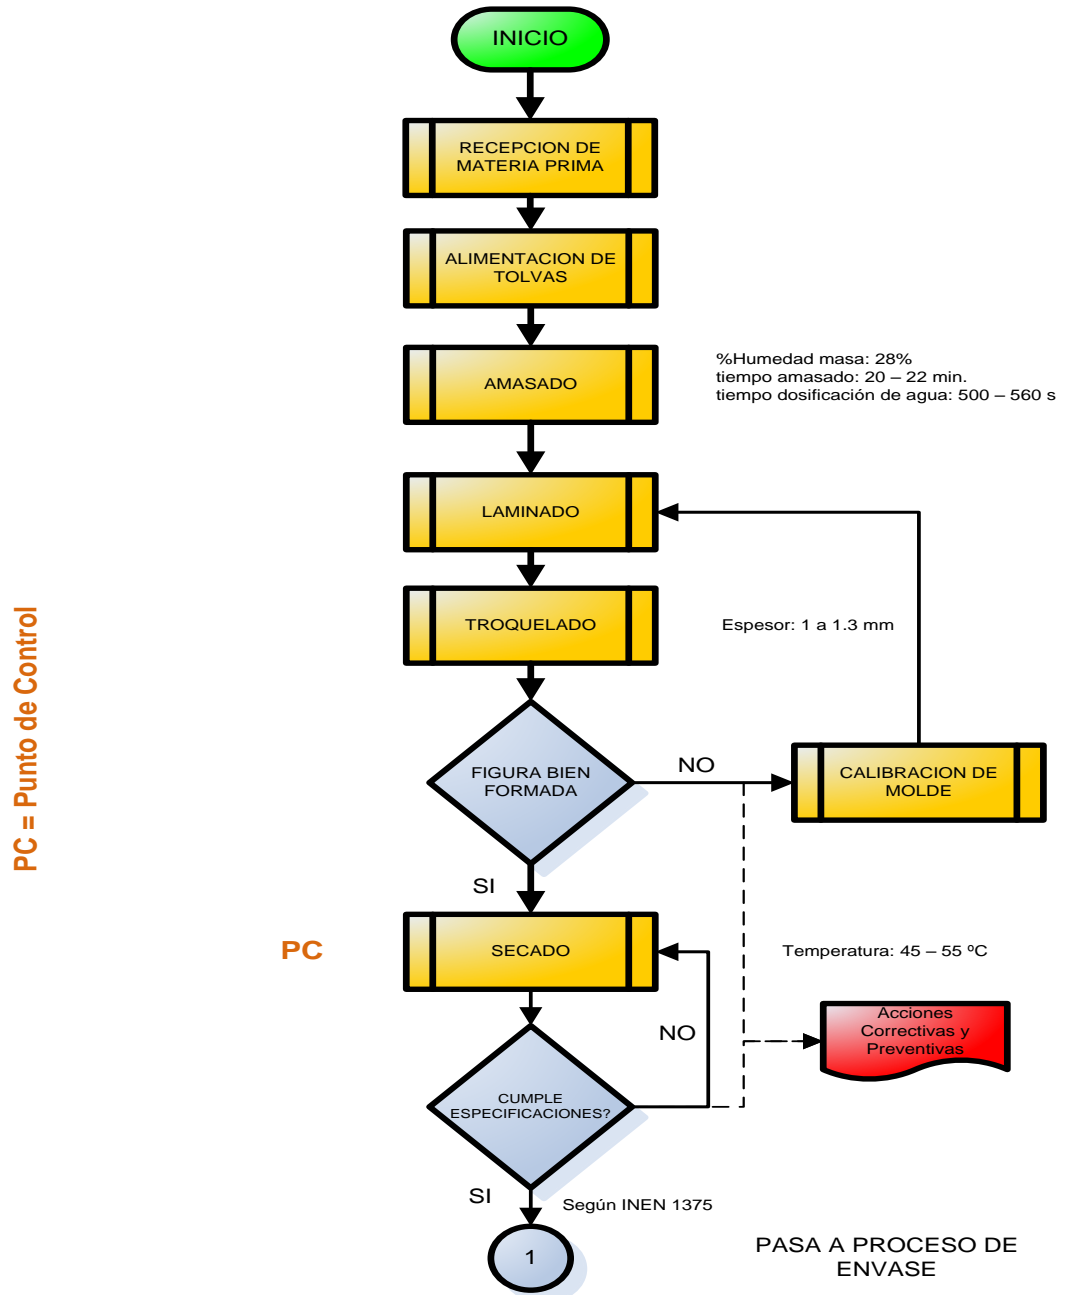 INICIO
RECEPCION DE
MATERIA PRIMA
ALIMENTACION DE
TOLVAS
AMASADO
%Humedad masa: 28%
tiempo amasado: 20 – 22 min.
tiempo dosificación de agua: 500 – 560 s
LAMINADO
TROQUELADO
Espesor: 1 a 1.3 mm
FIGURA BIEN
FORMADA
NO
CALIBRACION DE
MOLDE
PC = Punto de Control
SI
PC
SECADO
Temperatura: 45 – 55 ºC
NO
Acciones
Correctivas y
Preventivas
CUMPLE
ESPECIFICACIONES?
SI
Según INEN 1375
1
PASA A PROCESO DE
ENVASE